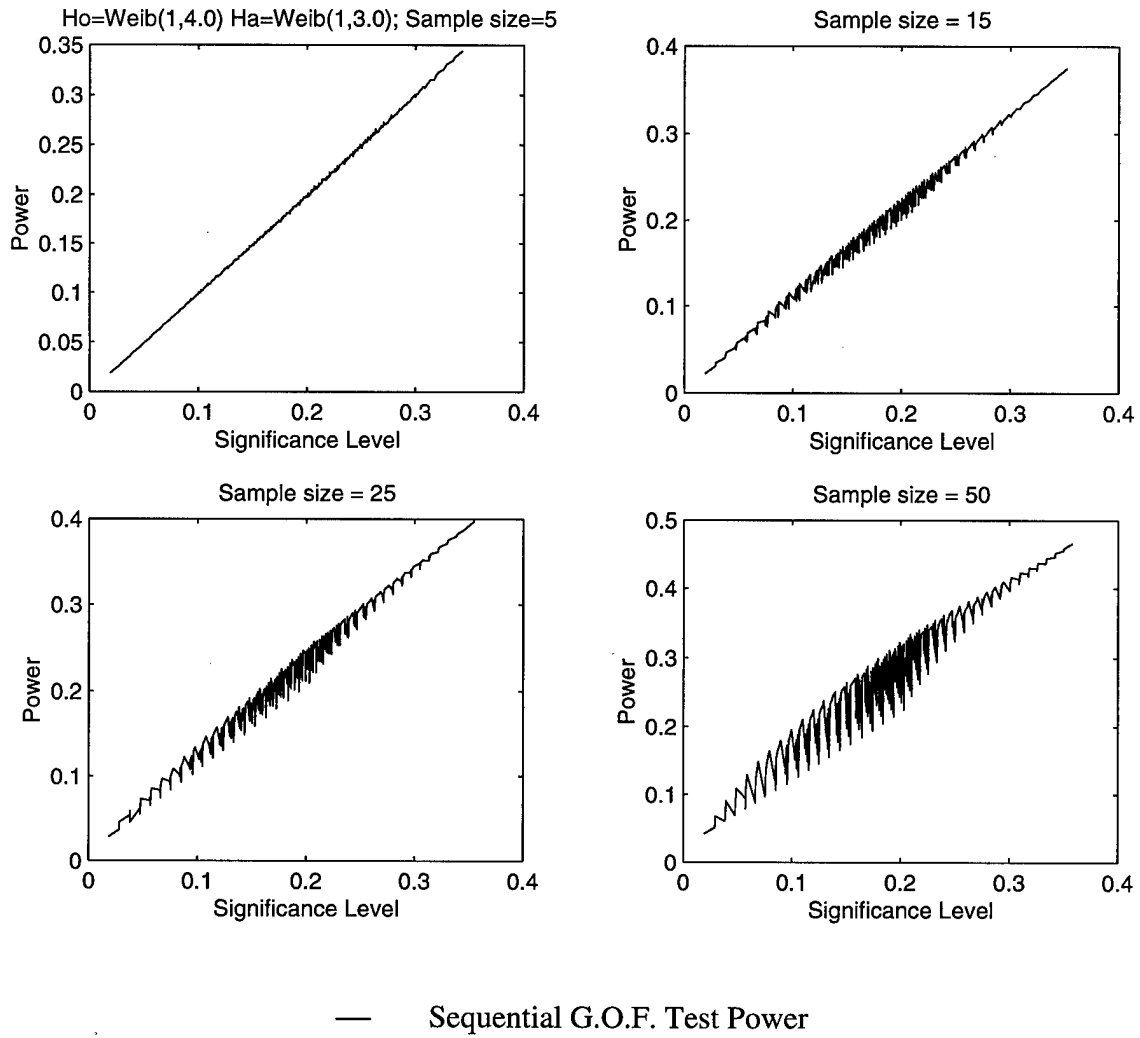 Ho=Weib(1,4.0) Ha=Weib(1,3.0); Sample size=5
0.35
0.3
0.25
0.2
0.15
0.1
0.05
0
Power
0 0.1 0.2 0.3 0.4
Significance Level
Sample size = 15
0.4
0.3
0.2
0.1
0
Power
0 0.1 0.2 0.3 0.4
Significance Level
Sample size = 25
0.4
0.3
0.2
0.1
0
Power
0 0.1 0.2 0.3 0.4
Significance Level
Sample size = 50
0.5
0.4
0.3
0.2
0.1
0
Power
0 0.1 0.2 0.3 0.4
Significance Level
Sequential G.O.F. Test Power